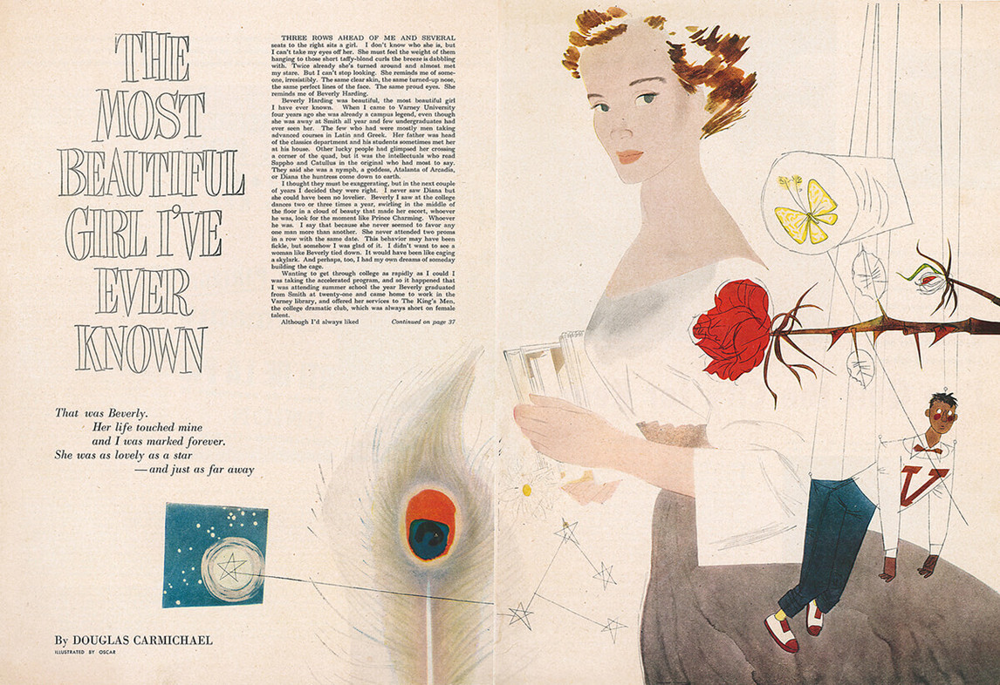 THE
MOST
BEAUTIFUL
GIRL I'VE
EVER
KNOWN
That was Beverly.
Her life touched mine
and I was marked forever.
She was as lovely as a star
—and just as far away
By DOUGLAS CARMICHAEL
ILLUSTRATED BY OSCAR
THREE ROWS AHEAD OF ME AND SEVERAL
seats to the right sits a girl. I don't know who she is, but
I can't take my eyes off her. She must feel the weight of them
hanging to those short taffy-blond curls the breeze is dabbling
with. Twice already she's turned around and almost met
my stare. But I can't stop looking. She reminds me of some-
one, irresistibly. The same clear skin, the same turned-up nose,
the same perfect lines of the face. The same proud eyes. She
reminds me of Beverly Harding.
Beverly Harding was beautiful, the most beautiful girl
I have ever known. When I came to Varney University
four years ago she was already a campus legend, even though
she was away at Smith all year and few undergraduates had
ever seen her. The few who had were mostly men taking
advanced courses in Latin and Greek. Her father was head
of the classics department and his students sometimes met her
at his house. Other lucky people had glimpsed her crossing
a corner of the quad, but it was the intellectuals who read
Sappho and Catullus in the original who had most to say.
They said she was a nymph, a goddess, Atalanta of Arcadia,
or Diana the huntress come down to earth.
I thought they must be exaggerating, but in the next couple
of years I decided they were right. I never saw Diana but
she could have been no lovelier. Beverly I saw at the college
dances two or three times a year, swirling in the middle of
the floor in a cloud of beauty that made her escort, whoever
he was, look for the moment like Prince Charming. Whoever
he was. I say that because she never seemed to favor any
one man more than another. She never attended two proms
in a row with the same date. This behavior may have been
fickle, but somehow I was glad of it. I didn't want to see a
woman like Beverly tied down. It would have been like caging
a skylark. And perhaps, too, I had my own dreams of someday
building the cage.
Wanting to get through college as rapidly as I could I
was taking the accelerated program, and so it happened that
I was attending summer school the year Beverly graduated
from Smith at twenty-one and came home to work in the
Varney library, and offered her services to The King's Men,
the college dramatic club, which was always short on female
talent.
Although I'd always liked Continued on page 37
V